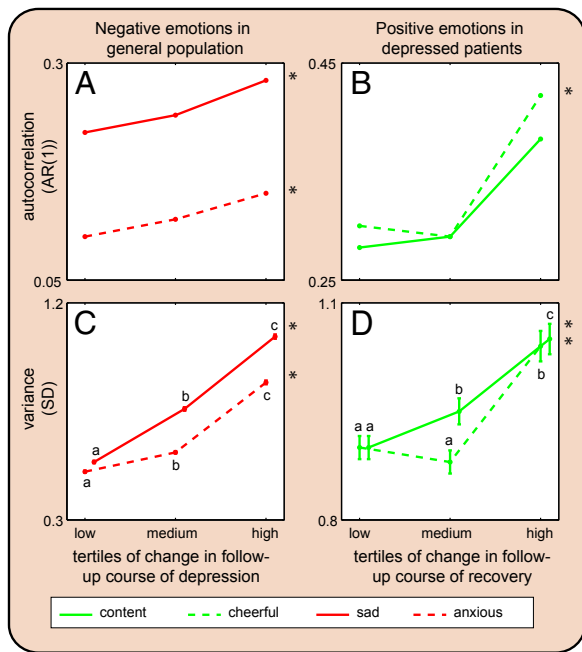 Negative emotions in
general population
Positive emotions in
depressed patients
0.3
A
*
*
autocorrelation
(AR(1))
0.05
0.45
B
*
0.25
1.2
C
*
c
*
b
c
a
b
a
variance
(SD)
0.3
low
medium
high
tertiles of change in follow-
up course of depression
1.1
D
c
*
*
b
b
a a
a
0.8
low
medium
high
tertiles of change in follow-
up course of recovery
content
cheerful
sad
anxious